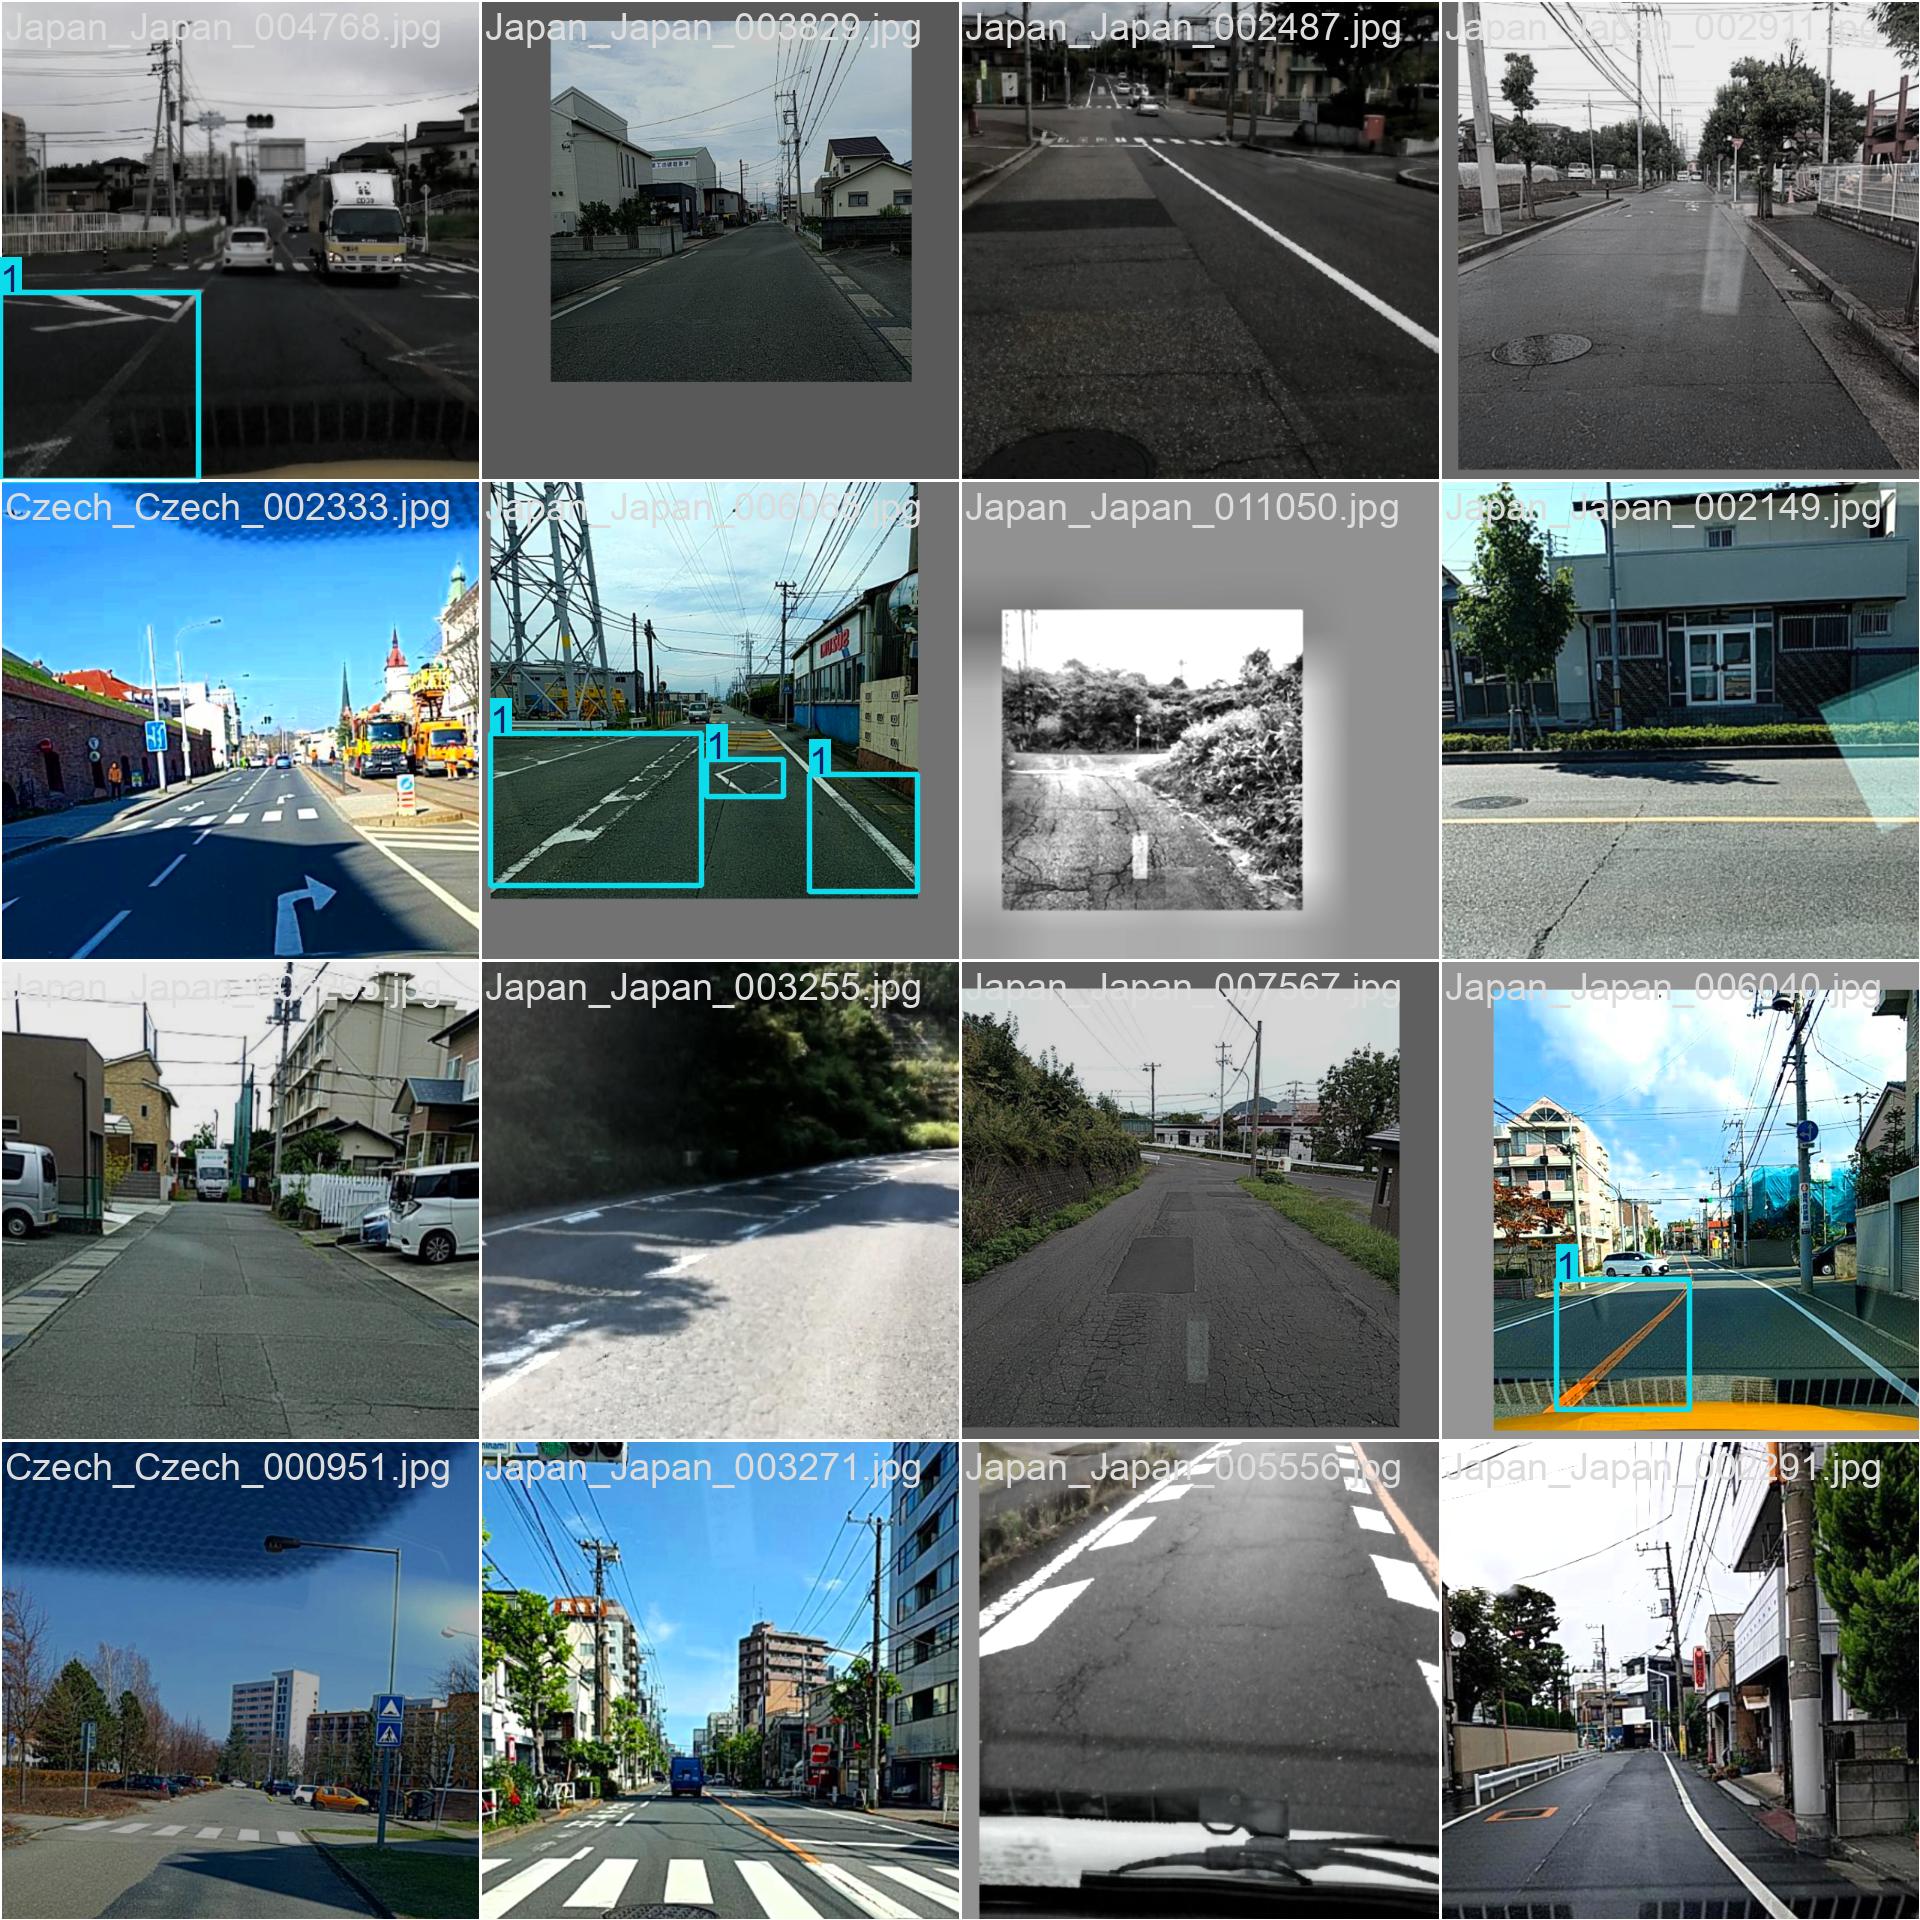 Japan_Japan_004768.jpg
Japan_Japan_003829.jpg
Japan_Japan_002487.jpg
Japan_Japan_002911.jpg
1
Czech_Czech_002333.jpg
Japan_Japan_006065.jpg
Japan_Japan_011050.jpg
Japan_Japan_002149.jpg
1
1
1
Japan_Japan_003255.jpg
Japan_Japan_007567.jpg
Japan_Japan_006040.jpg
1
Czech_Czech_000951.jpg
Japan_Japan_003271.jpg
Japan_Japan_005556.jpg
Japan_Japan_002291.jpg